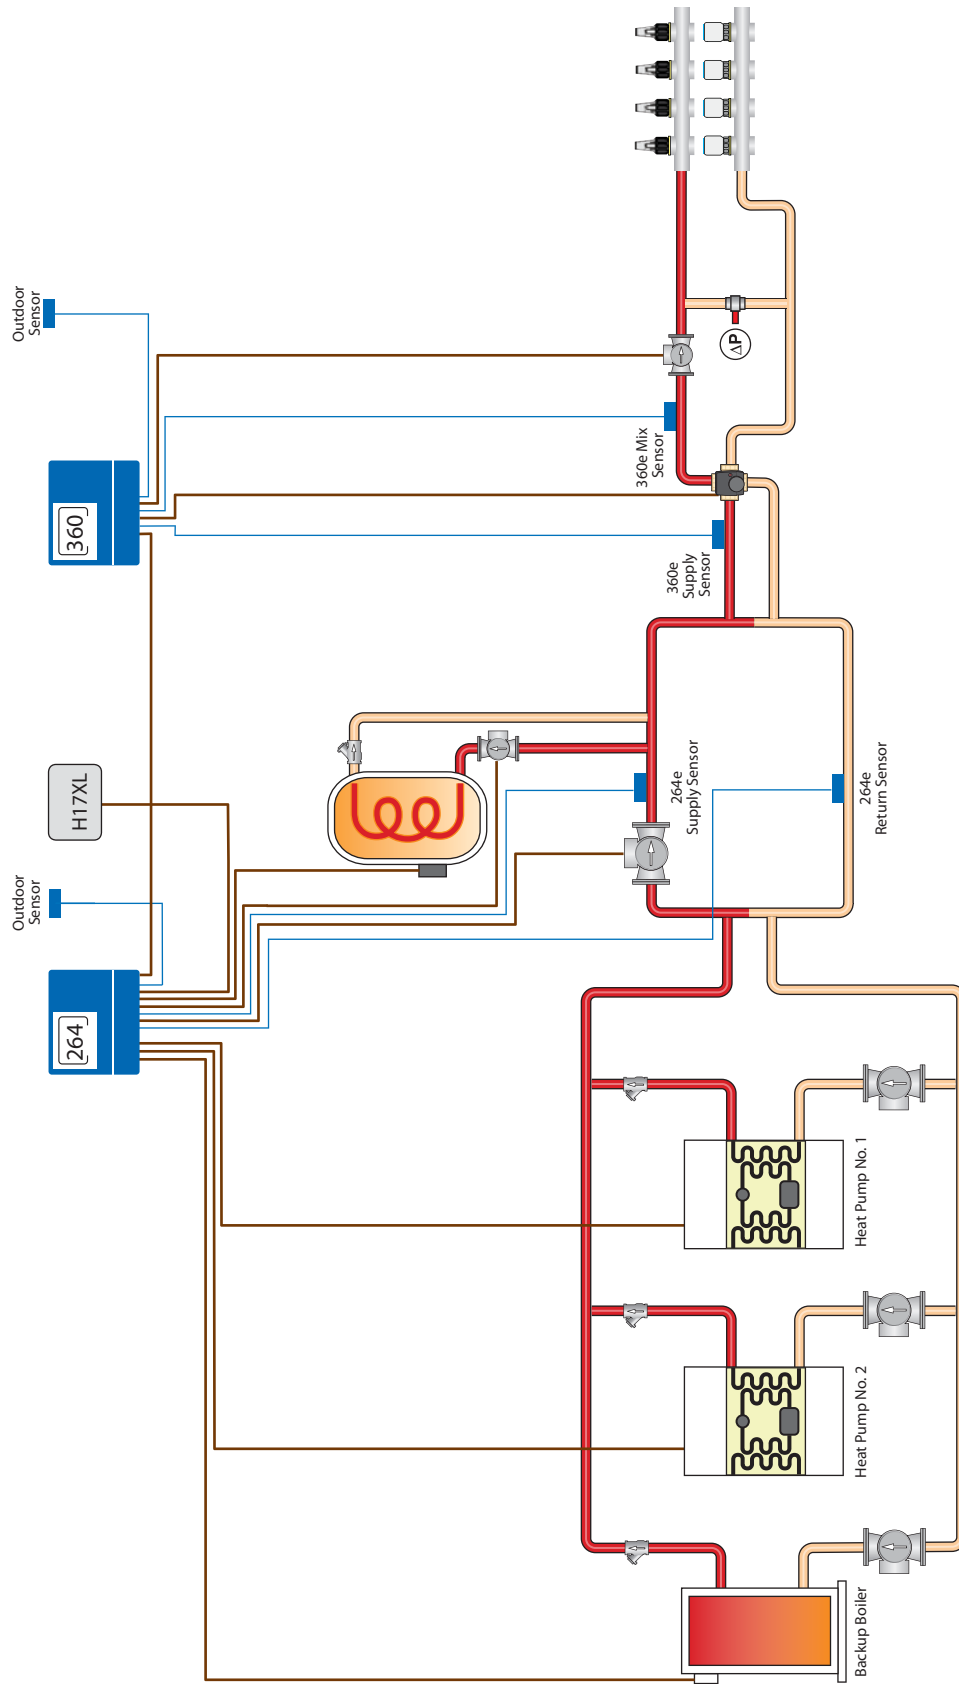 Outdoor
Sensor
360
H17XL
Outdoor
Sensor
264
360e Mix
Sensor
ΔP
360e
Supply
Sensor
264e
Supply Sensor
264e
Return Sensor
Heat Pump No. 1
Heat Pump No. 2
Backup Boiler